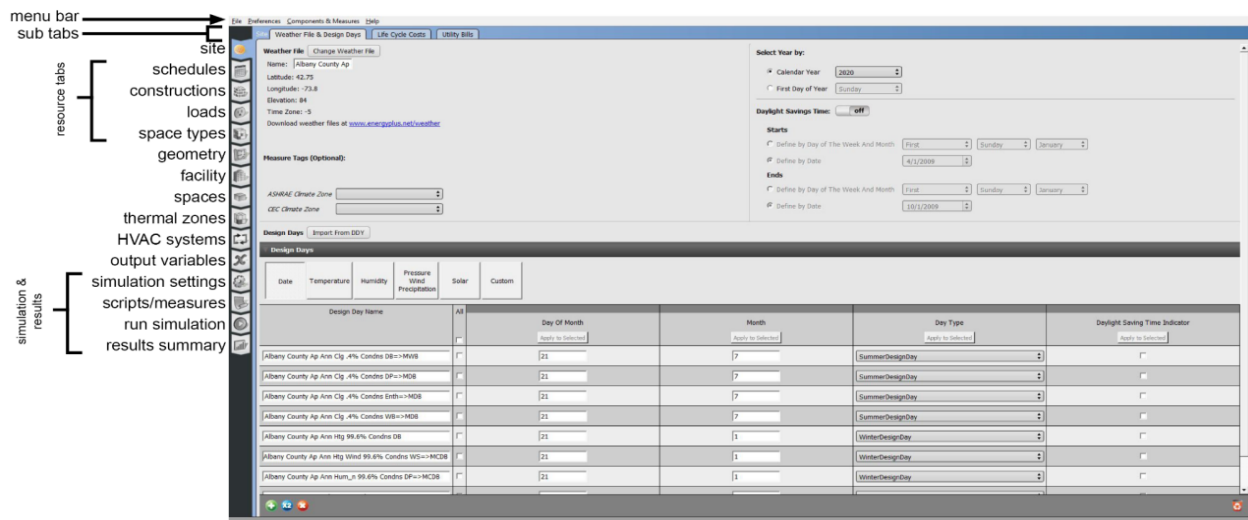 menu bar
sub tabs
site
schedules
constructions
loads
space types
geometry
facility
spaces
thermal zones
HVAC systems
output variables
simulation settings
scripts/measures
run simulation
results summary
resource tabs
simulation & results
File Preferences Components & Measures Help
Site Weather File & Design Days Life Cycle Costs Utility Bills
Weather File Change Weather File
Name: Albany County Ap
Latitude: 42.75
Longitude: -73.8
Elevation: 84
Time Zone: -5
Download weather files at www.energyplus.net/weather
Measure Tags (Optional):
ASHRAE Climate Zone
CEC Climate Zone
Select Year by:
Calendar Year 2020
First Day of Year Sunday
Daylight Savings Time: off
Starts
Define by Day of The Week And Month First Sunday January
Define by Date 4/1/2009
Ends
Define by Day of The Week And Month First Sunday January
Define by Date 10/1/2009
Design Days Import From DDY
Design Days
Date Temperature Humidity Pressure Wind Precipitation Solar Custom
Design Day Name All Day Of Month Month Day Type Daylight Saving Time Indicator
Apply to Selected Apply to Selected Apply to Selected Apply to Selected
Albany County Ap Ann Clg .4% Condns DB=>MWB 21 7 SummerDesignDay
Albany County Ap Ann Clg .4% Condns DP=>MDB 21 7 SummerDesignDay
Albany County Ap Ann Clg .4% Condns Enth=>MDB 21 7 SummerDesignDay
Albany County Ap Ann Clg .4% Condns WB=>MDB 21 7 SummerDesignDay
Albany County Ap Ann Htg 99.6% Condns DB 21 1 WinterDesignDay
Albany County Ap Ann Htg Wind 99.6% Condns WS=>MCDB 21 1 WinterDesignDay
Albany County Ap Ann Hum_n 99.6% Condns DP=>MCDB 21 1 WinterDesignDay
x2